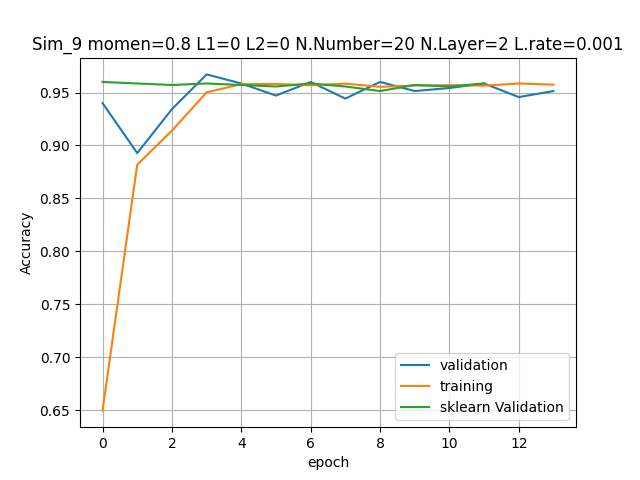 Sim_9 momen=0.8 L1=0 L2=0 N.Number=20 N.Layer=2 L.rate=0.001
Accuracy
0.95
0.90
0.85
0.80
0.75
0.70
0.65
validation
training
sklearn Validation
0 2 4 6 8 10 12
epoch